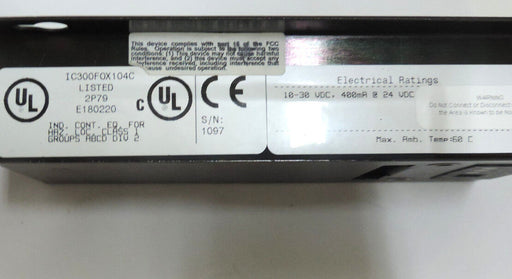 This device complies with part 15 of the FCC
Rules. Operation is subject to the following two
conditions: (1) This device may not cause harmful
interference, and (2) this device must accept any
interference received, including interference that
may cause undesired operation.
IC300FOX104C
LISTED
2P79
E180220
UL
C UL
CE
IND. CONT. EQ. FOR
HAZ. LOC. CLASS I
GROUPS ABCD DIV 2
S/N:
1097
Electrical Ratings
10-30 VDC, 400mA @ 24 VDC
Max. Amb. Temp:60 C
WARNING
Do Not Connect or Disconnect
the Area is Known to be